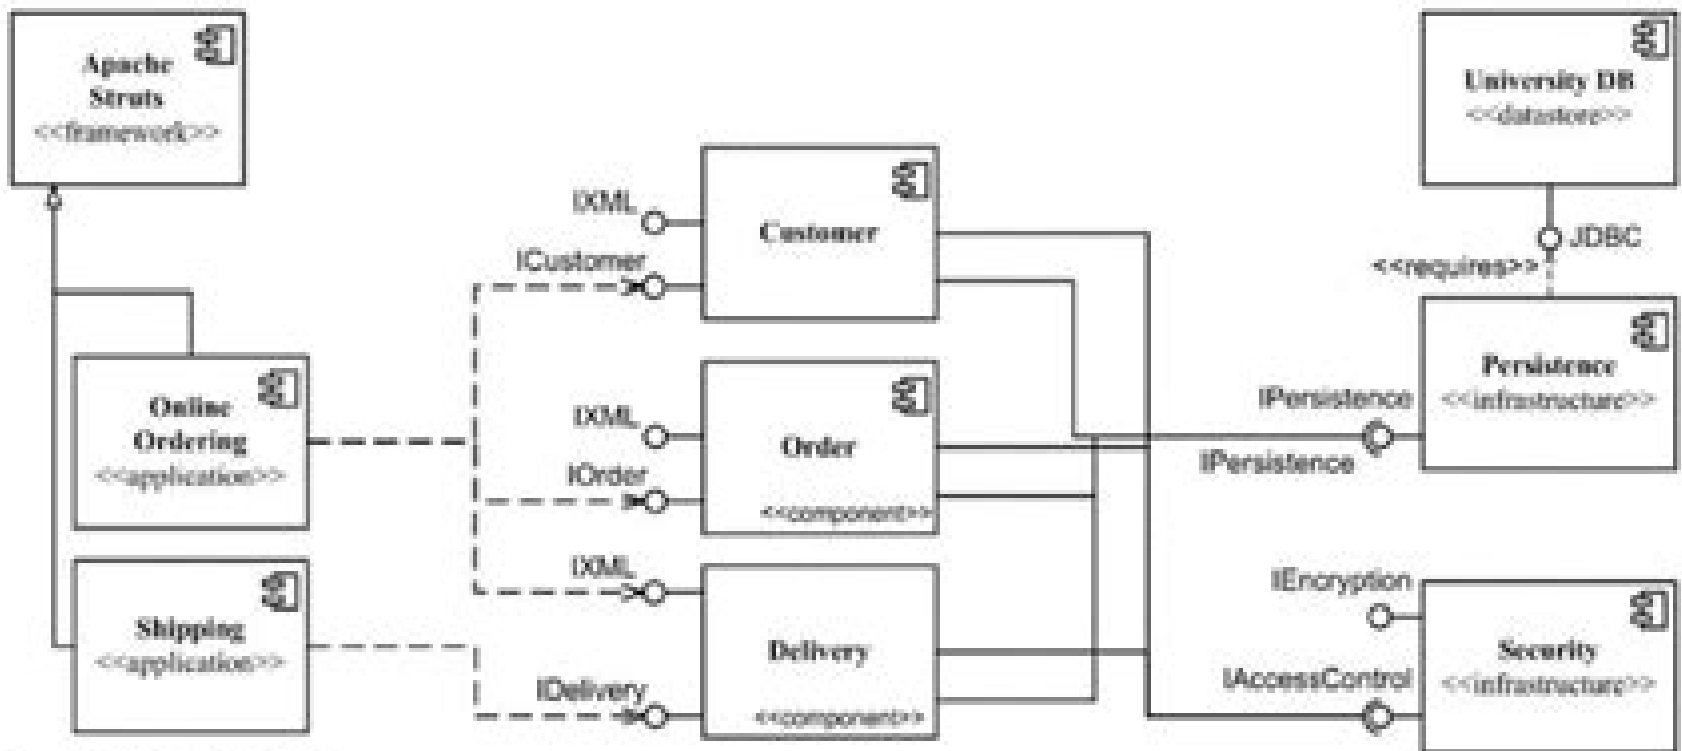 Apache
Struts
<<framework>>
University DB
<<datastore>>
IXML
Customer
ICustomer
JDBC
<<requires>>
Online
Ordering
<<application>>
IXML
Order
IOrder
<<component>>
IPersistence
IPersistence
Persistence
<<infrastructure>>
Shipping
<<application>>
IXML
Delivery
IDelivery
<<component>>
IEncryption
IAccessControl
Security
<<infrastructure>>